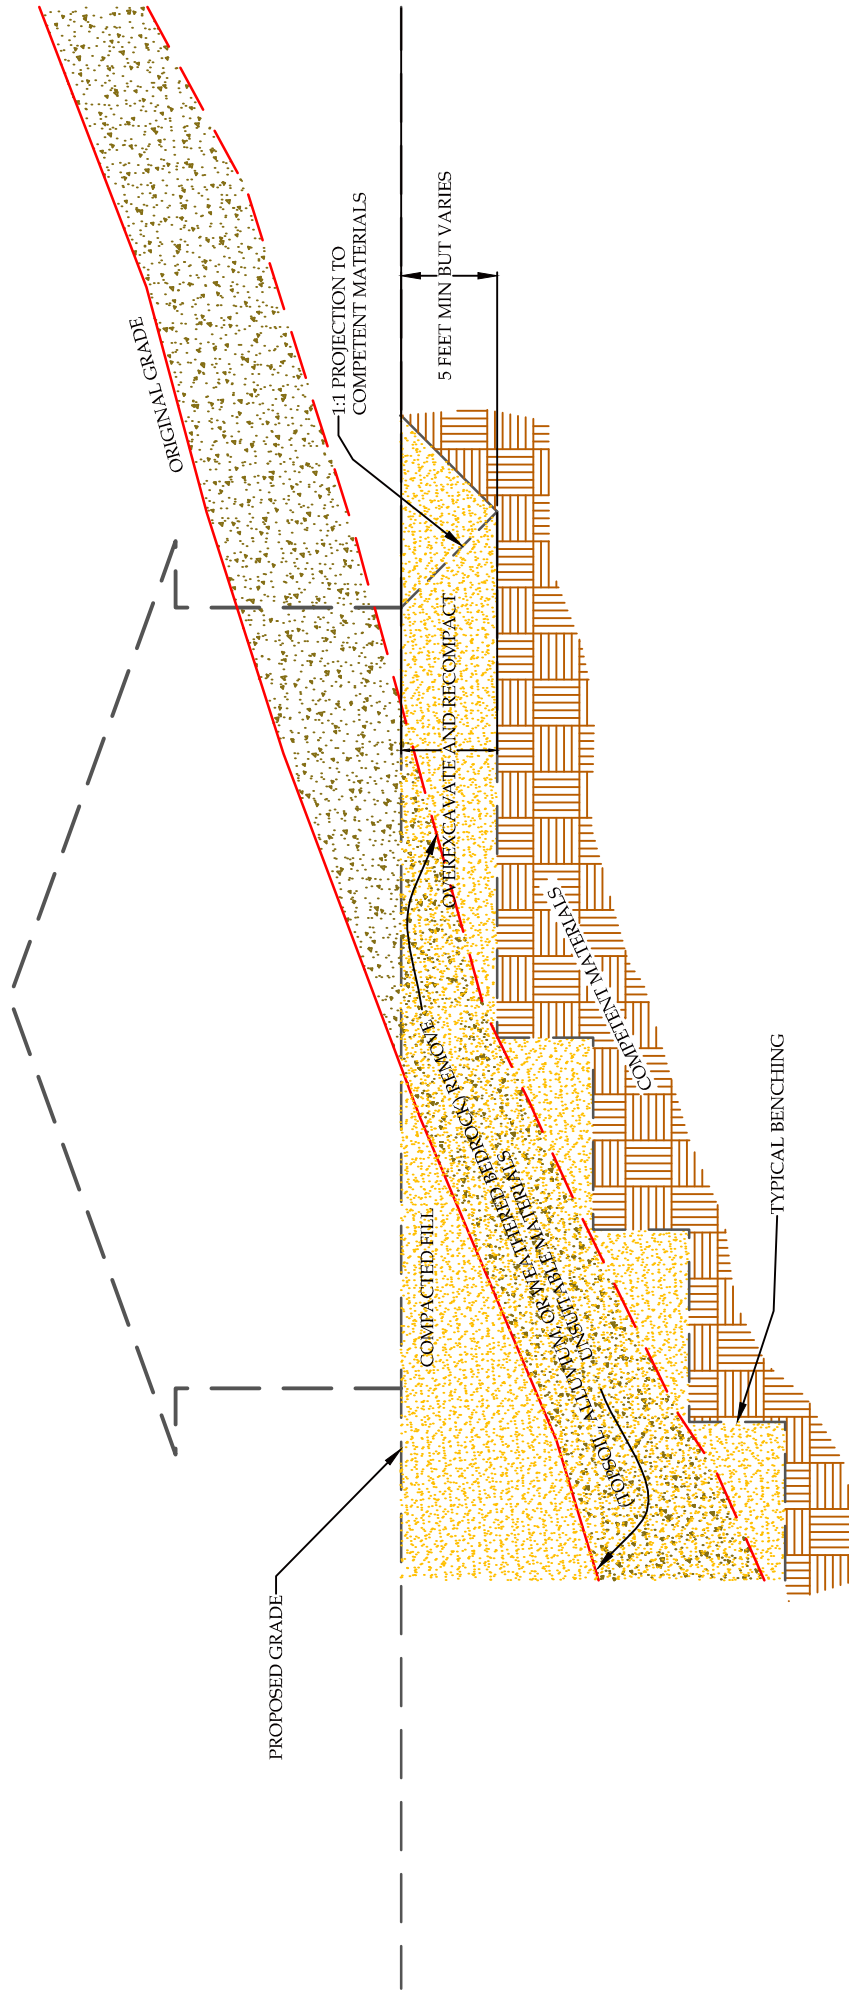 ORIGINAL GRADE
1:1 PROJECTION TO
COMPETENT MATERIALS
5 FEET MIN BUT VARIES
OVEREXCAVATE AND RECOMPACT
COMPACTED FILL
UNSUITABLE MATERIALS
(TOPSOIL, ALLUVIUM OR WEATHERED BEDROCK) REMOVE
COMPETENT MATERIALS
TYPICAL BENCHING
PROPOSED GRADE